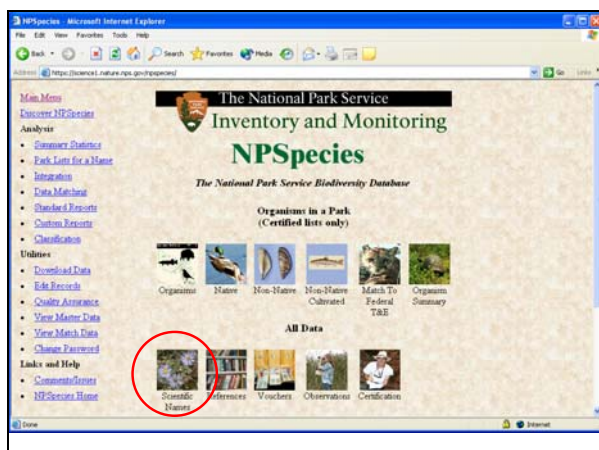 NPSpecies - Microsoft Internet Explorer
File Edit View Favorites Tools Help
Back Search Favorites Media
Address https://science1.nature.nps.gov/npspecies/ Go Links
Main Menu
Discover NPSpecies
Analysis
Summary Statistics
Park Lists for a Name
Integration
Data Matching
Standard Reports
Custom Reports
Classification
Utilities
Download Data
Edit Records
Quality Assurance
View Master Data
View Match Data
Change Password
Links and Help
Comments/Issues
NPSpecies Home
The National Park Service
Inventory and Monitoring
NPSpecies
The National Park Service Biodiversity Database
Organisms in a Park
(Certified lists only)
Organisms Native Non-Native Non-Native Cultivated Match To Federal T&E Organism Summary
All Data
Scientific Names References Vouchers Observations Certification
Done Internet